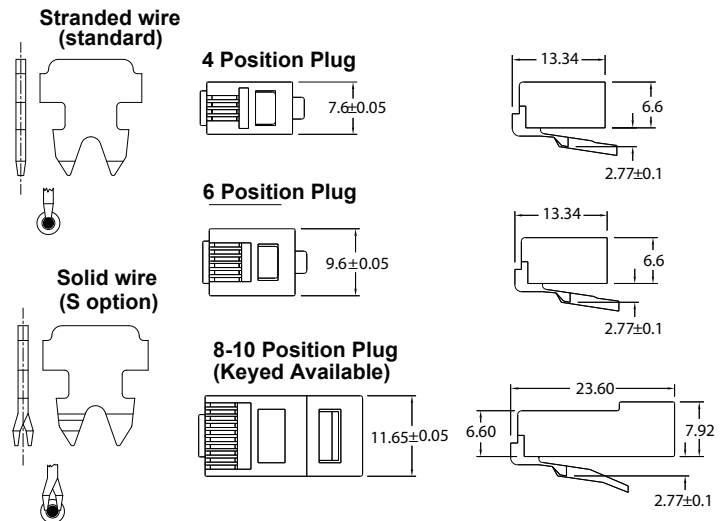 Stranded wire
(standard)
4 Position Plug
7.6±0.05
13.34
6.6
2.77±0.1
6 Position Plug
9.6±0.05
13.34
6.6
2.77±0.1
Solid wire
(S option)
8-10 Position Plug
(Keyed Available)
11.65±0.05
23.60
6.60
7.92
2.77±0.1